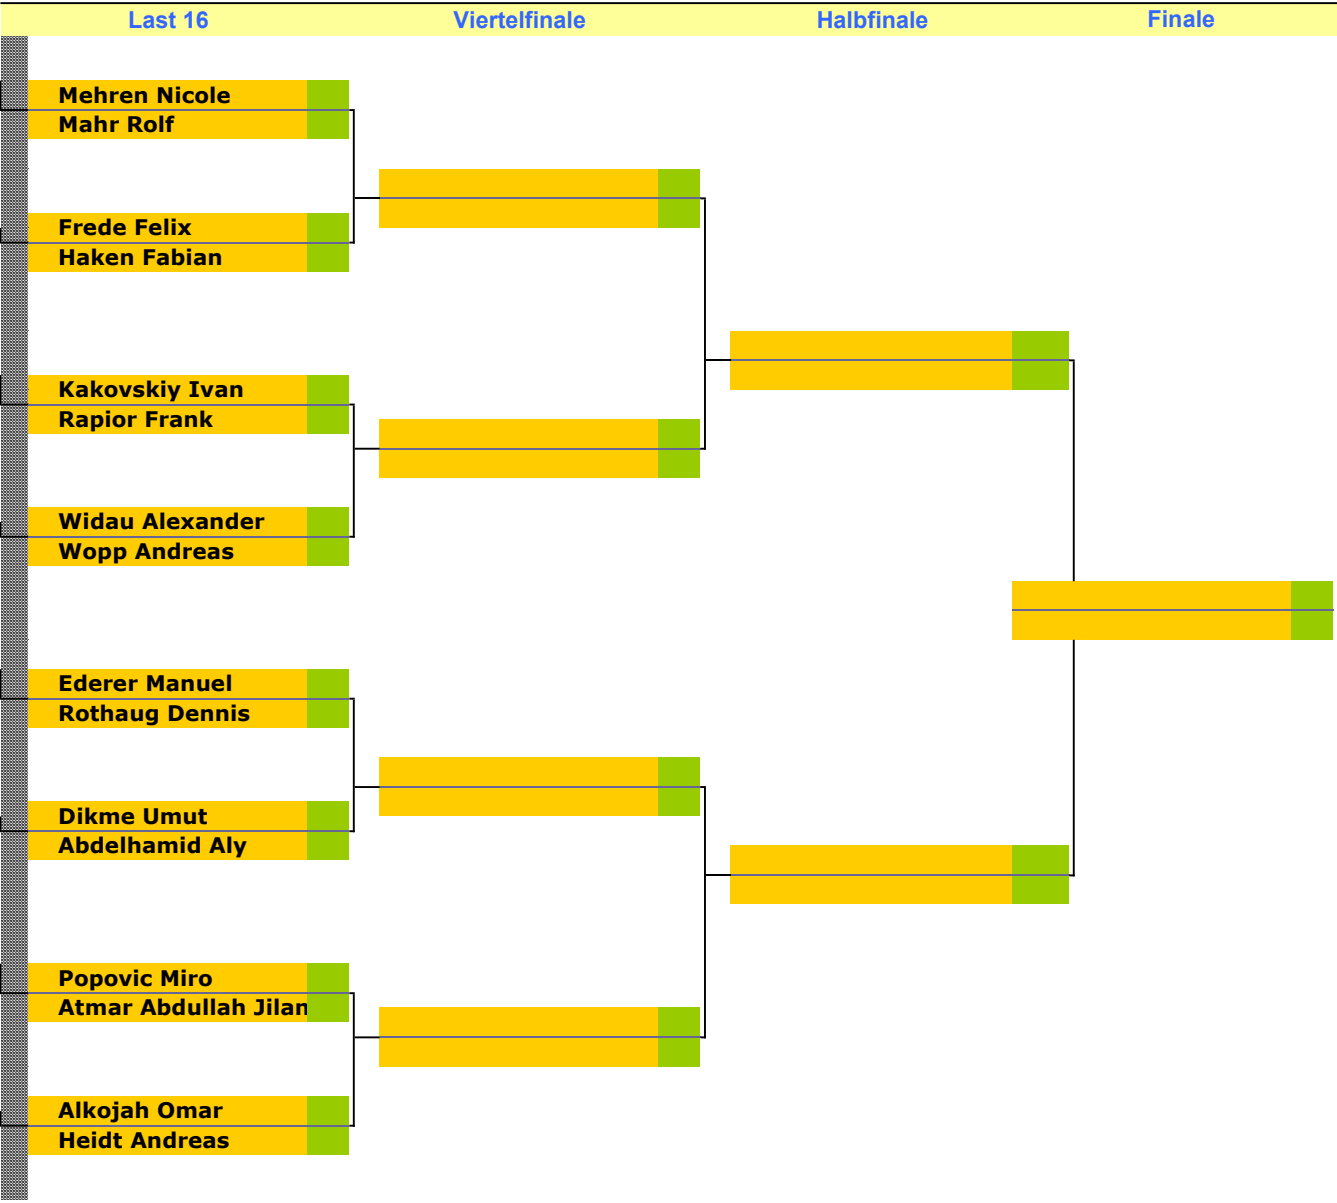 Last 16 Viertelfinale Halbfinale Finale
Mehren Nicole
Mahr Rolf
Frede Felix
Haken Fabian
Kakovskiy Ivan
Rapior Frank
Widau Alexander
Wopp Andreas
Ederer Manuel
Rothaug Dennis
Dikme Umut
Abdelhamid Aly
Popovic Miro
Atmar Abdullah Jilan
Alkojah Omar
Heidt Andreas